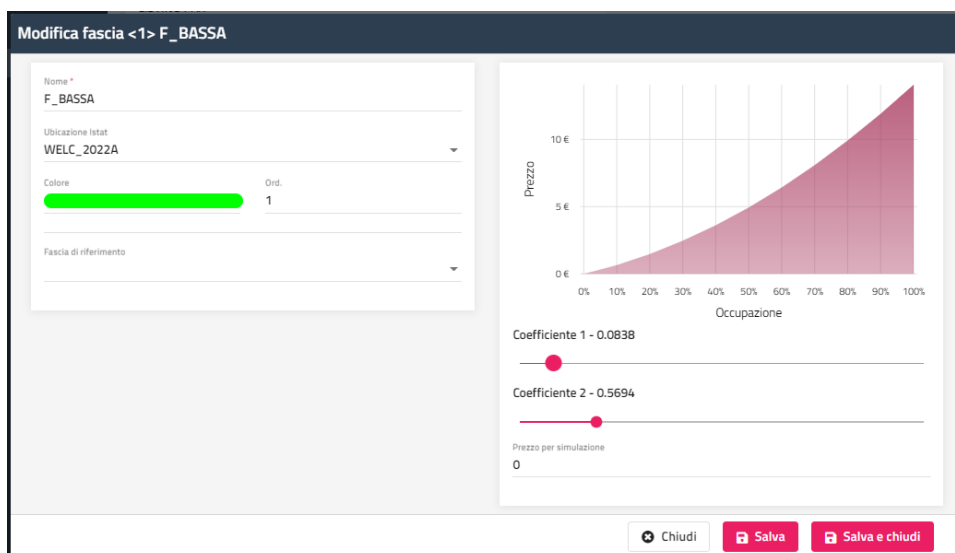 Modifica fascia <1> F_BASSA
Nome *
F_BASSA
Ubicazione Istat
WELC_2022A
Colore
Ord.
1
Fascia di riferimento
Prezzo
10 €
5 €
0 €
0% 10% 20% 30% 40% 50% 60% 70% 80% 90% 100%
Occupazione
Coefficiente 1 - 0.0838
Coefficiente 2 - 0.5694
Prezzo per simulazione
0
Chiudi
Salva
Salva e chiudi